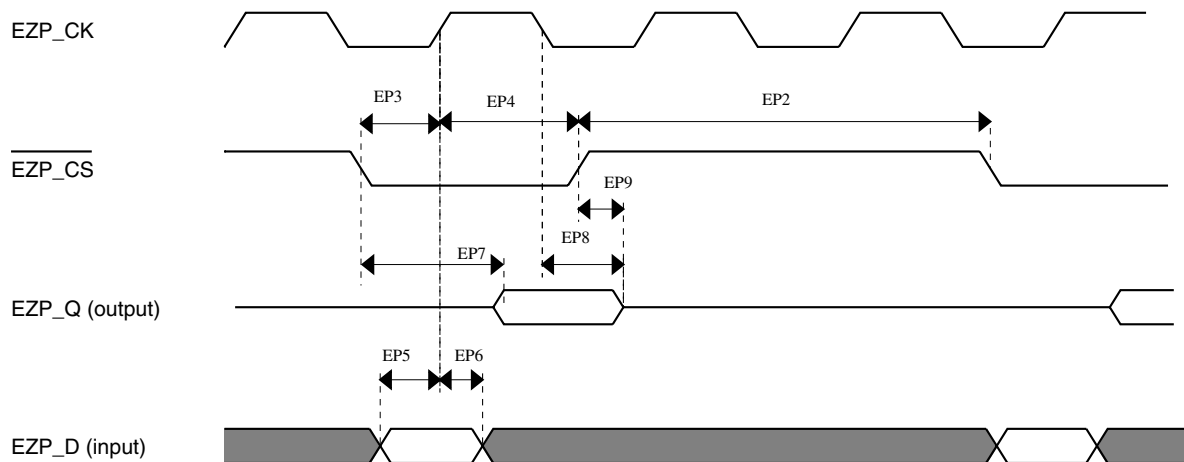 EZP_CK
EP3
EP4
EP2
EZP_CS
EP9
EP8
EP7
EZP_Q (output)
EP5
EP6
EZP_D (input)